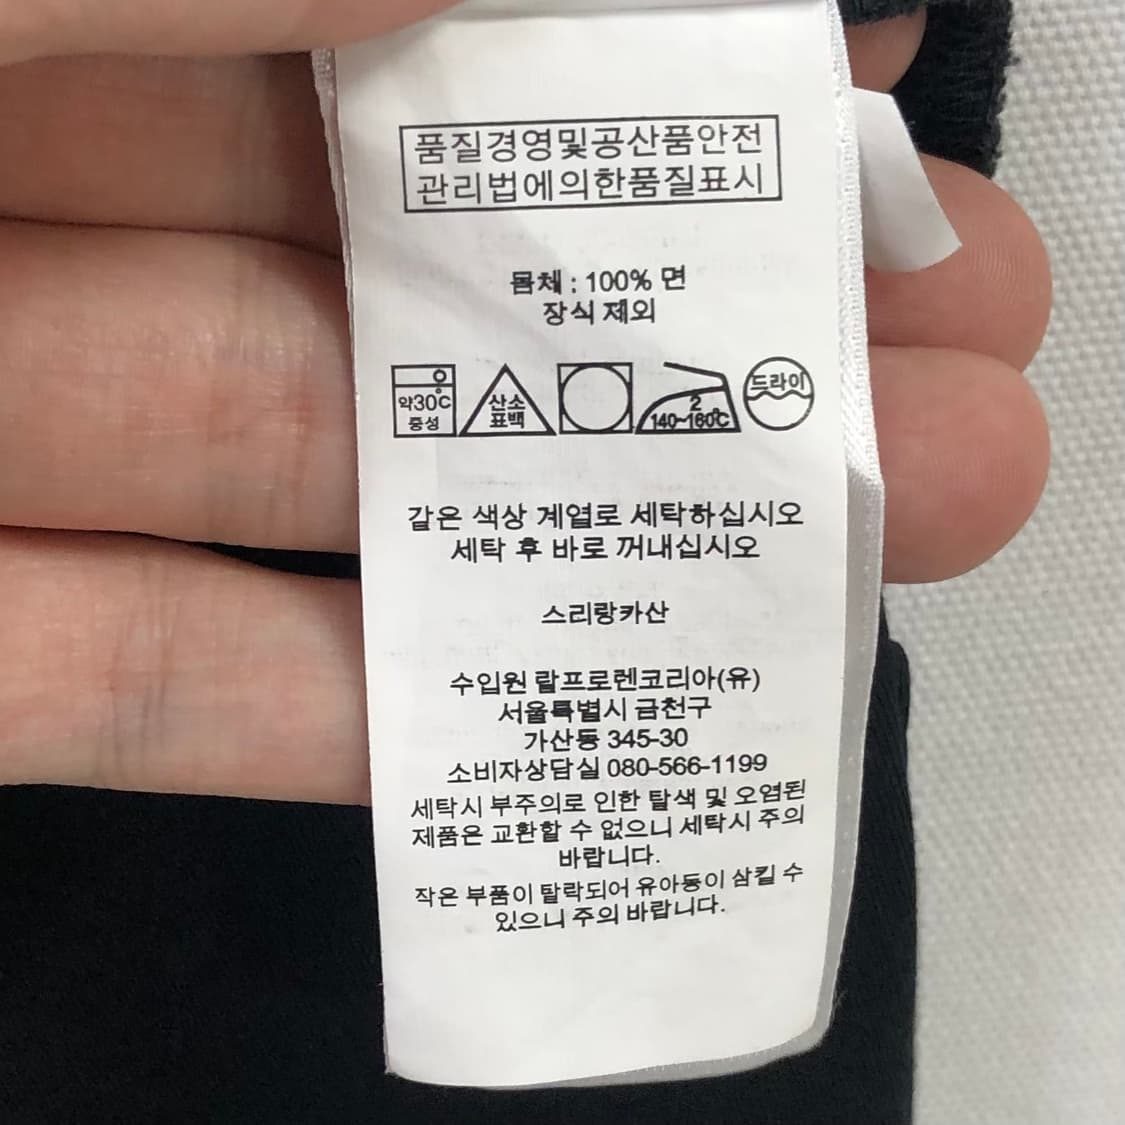 품질경영및공산품안전
관리법에의한품질표시
몸체 : 100% 면
장식 제외
약30℃
중성
산소
표백
2
140~160℃
드라이
같은 색상 계열로 세탁하십시오
세탁 후 바로 꺼내십시오
스리랑카산
수입원 랄프로렌코리아(유)
서울특별시 금천구
가산동 345-30
소비자상담실 080-566-1199
세탁시 부주의로 인한 탈색 및 오염된
제품은 교환할 수 없으니 세탁시 주의
바랍니다.
작은 부품이 탈락되어 유아동이 삼킬 수
있으니 주의 바랍니다.